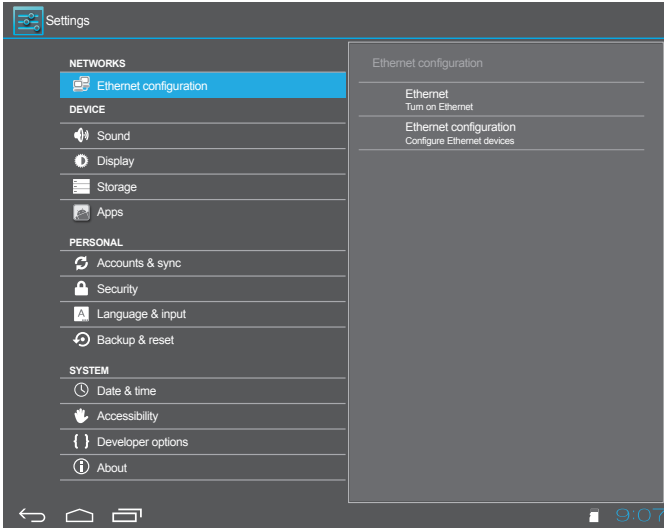 Settings
NETWORKS
Ethernet configuration
DEVICE
Sound
Display
Storage
Apps
PERSONAL
Accounts & sync
Security
A Language & input
Backup & reset
SYSTEM
Date & time
Accessibility
{ } Developer options
About
Ethernet configuration
Ethernet
Turn on Ethernet
Ethernet configuration
Configure Ethernet devices
9:07